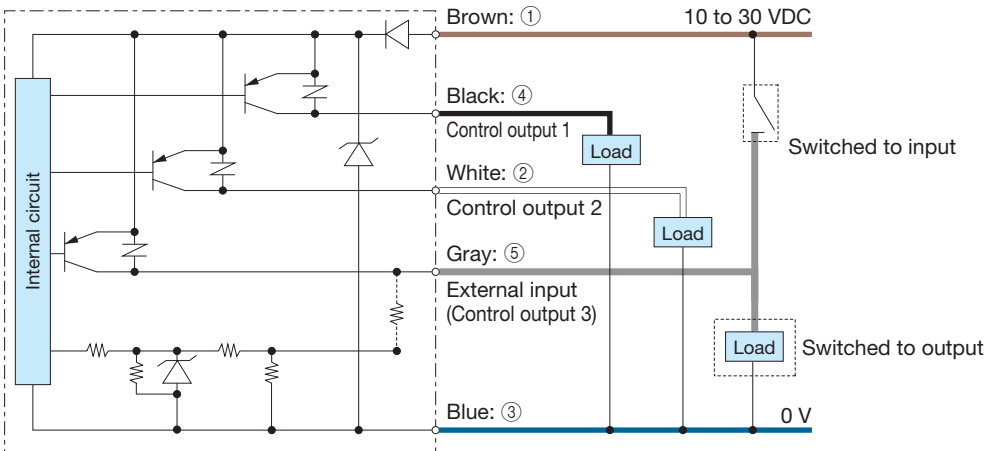 Brown: ①
10 to 30 VDC
Black: ④
Control output 1
Load
Switched to input
White: ②
Control output 2
Load
Internal circuit
Gray: ⑤
External input
(Control output 3)
Load
Switched to output
Blue: ③
0 V